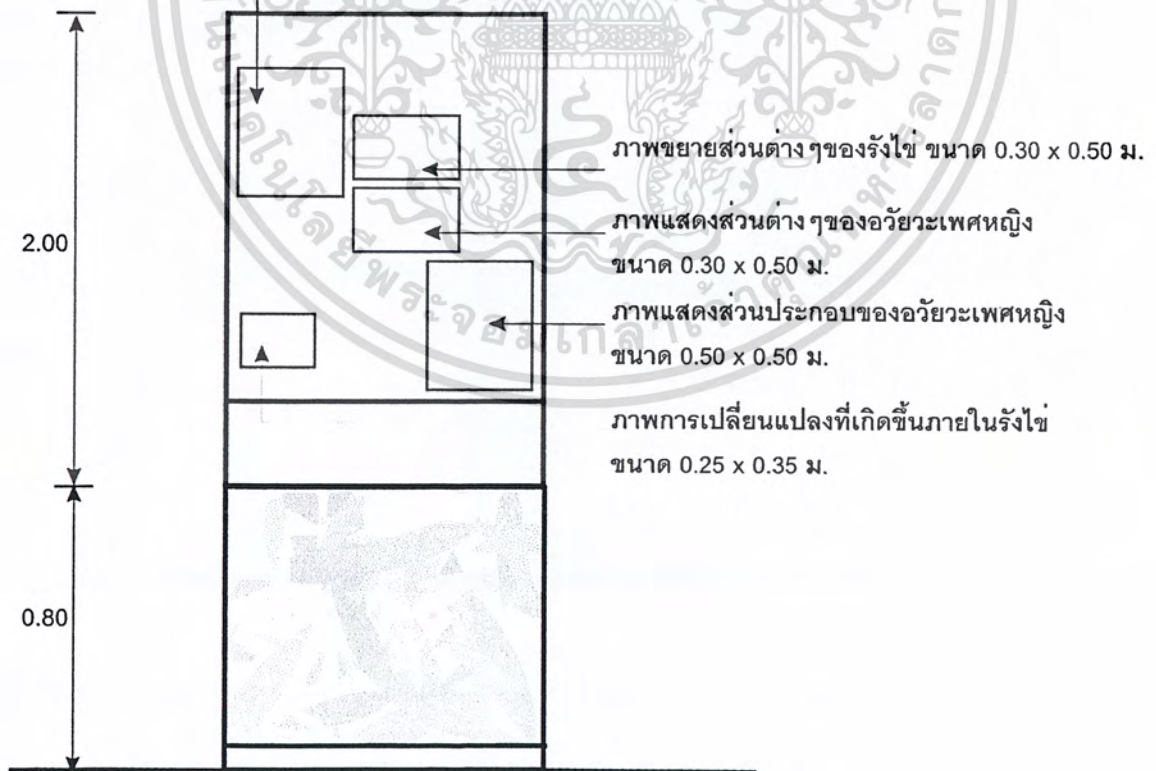 ภาพขยายส่วนต่าง ๆของรังไข่ ขนาด 0.30 x 0.50 ม.
2.00
ภาพแสดงส่วนต่าง ๆของอวัยวะเพศหญิง
ขนาด 0.30 x 0.50 ม.
ภาพแสดงส่วนประกอบของอวัยวะเพศหญิง
ขนาด 0.50 x 0.50 ม.
ภาพการเปลี่ยนแปลงที่เกิดขึ้นภายในรังไข่
ขนาด 0.25 x 0.35 ม.
0.80